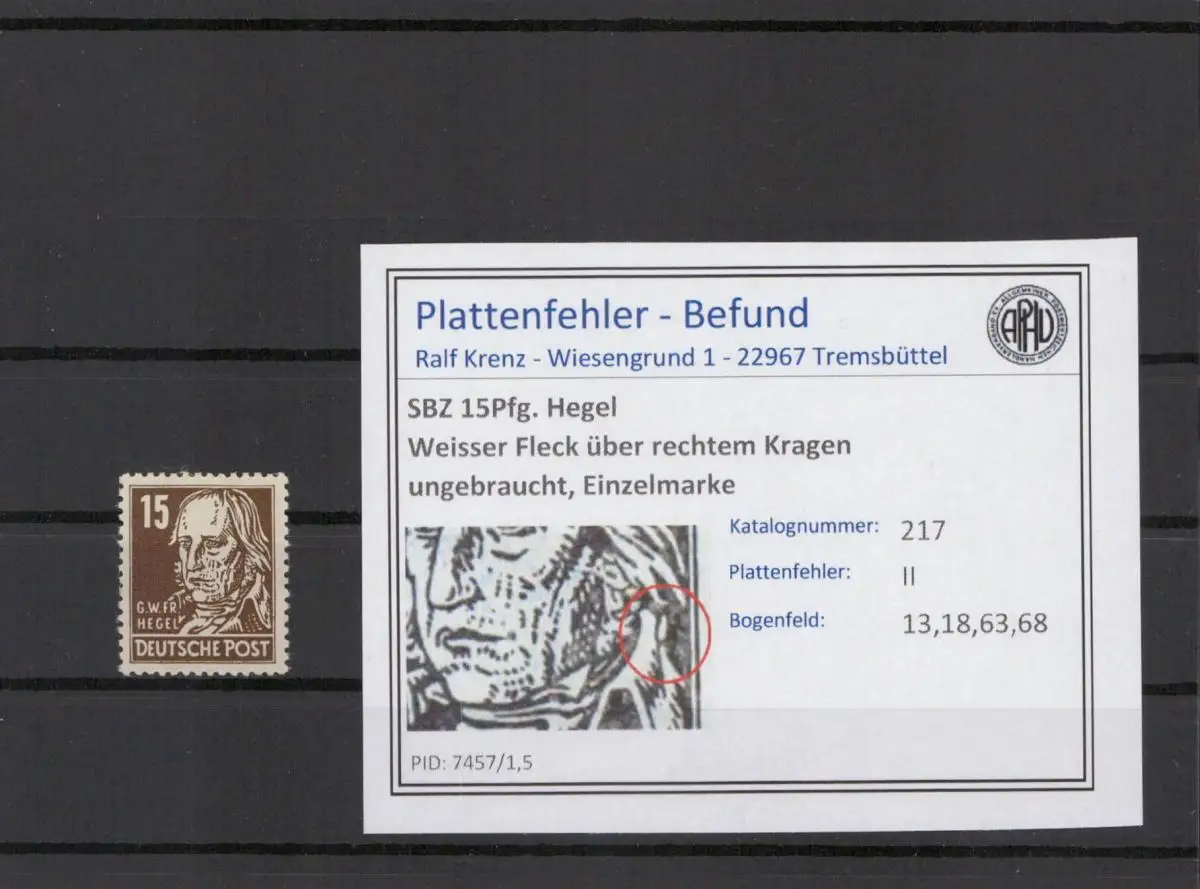 15
G.W.FR.
HEGEL
DEUTSCHE POST
Plattenfehler - Befund
Ralf Krenz - Wiesengrund 1 - 22967 Tremsbüttel
APHV
SBZ 15Pfg. Hegel
Weisser Fleck über rechtem Kragen
ungebraucht, Einzelmarke
Katalognummer: 217
Plattenfehler: II
Bogenfeld: 13,18,63,68
PID: 7457/1,5